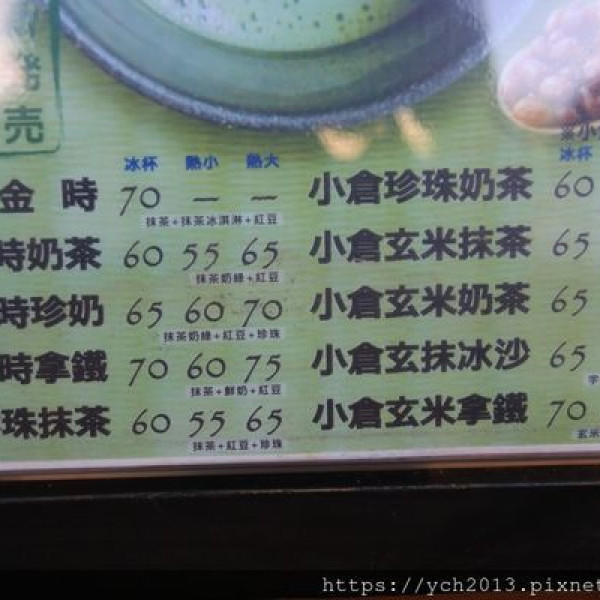 売
冰杯 熱小 熱大
金時 70 — —
抹茶+抹茶冰淇淋+紅豆
時奶茶 60 55 65
抹茶奶綠+紅豆
時珍奶 65 60 70
抹茶奶綠+紅豆+珍珠
時拿鐵 70 60 75
抹茶+鮮奶+紅豆
珠抹茶 60 55 65
抹茶+紅豆+珍珠
※小
冰杯
小倉珍珠奶茶 60
小倉玄米抹茶 65
小倉玄米奶茶 65
小倉玄抹冰沙 65
小倉玄米拿鐵 70
玄米
https://ych2013.pixnet